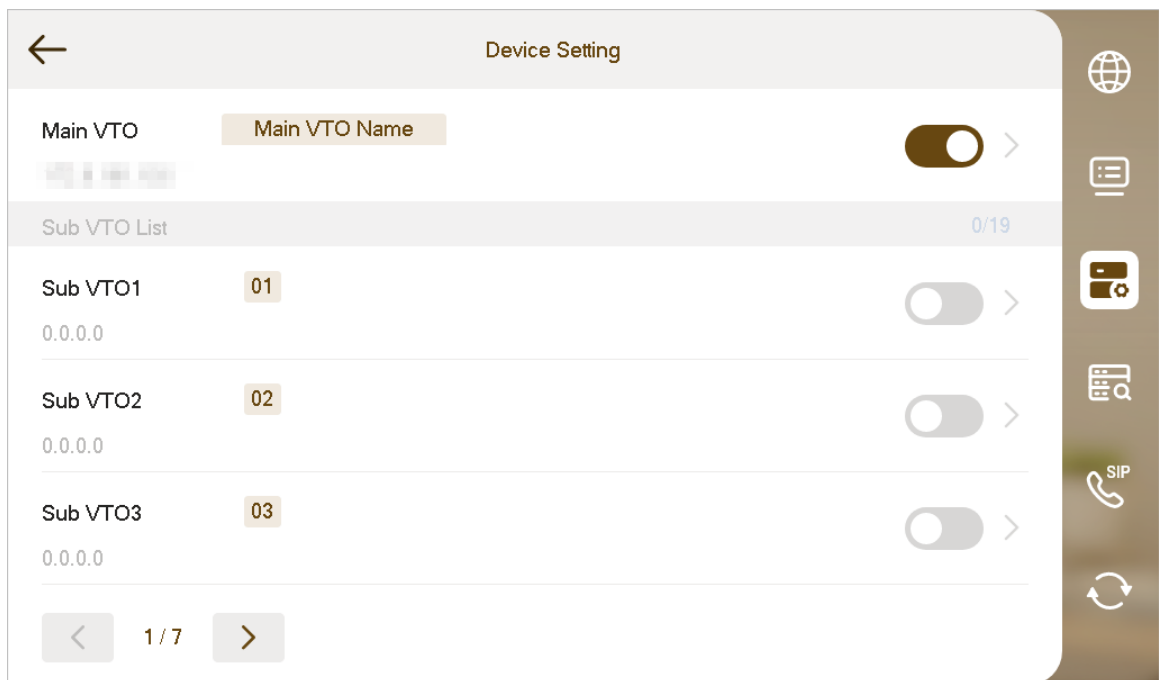 Device Setting
Main VTO Main VTO Name
Sub VTO List 0/19
Sub VTO1 01
0.0.0.0
Sub VTO2 02
0.0.0.0
SIP
Sub VTO3 03
0.0.0.0
1 / 7